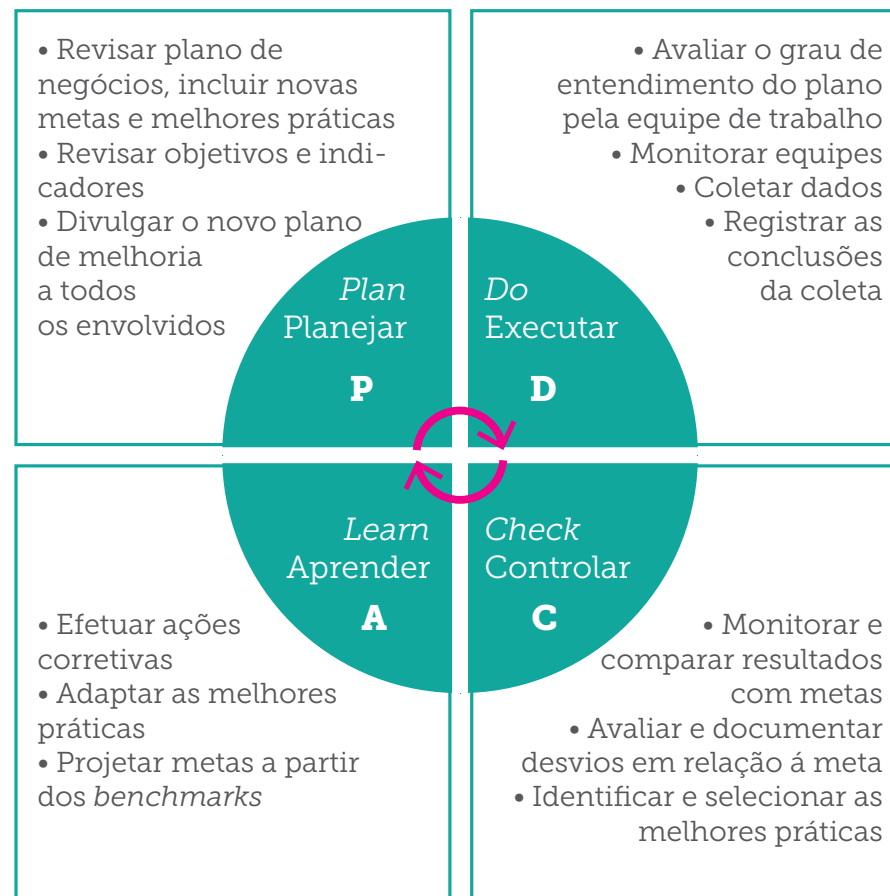 • Revisar plano de
negócios, incluir novas
metas e melhores práticas
• Revisar objetivos e indi-
cadores
• Divulgar o novo plano
de melhoria
a todos
os envolvidos
• Avaliar o grau de
entendimento do plano
pela equipe de trabalho
• Monitorar equipes
• Coletar dados
• Registrar as
conclusões
da coleta
Plan
Planejar
P
Do
Executar
D
Learn
Aprender
A
Check
Controlar
C
• Efetuar ações
corretivas
• Adaptar as melhores
práticas
• Projetar metas a partir
dos benchmarks
• Monitorar e
comparar resultados
com metas
• Avaliar e documentar
desvios em relação á meta
• Identificar e selecionar as
melhores práticas